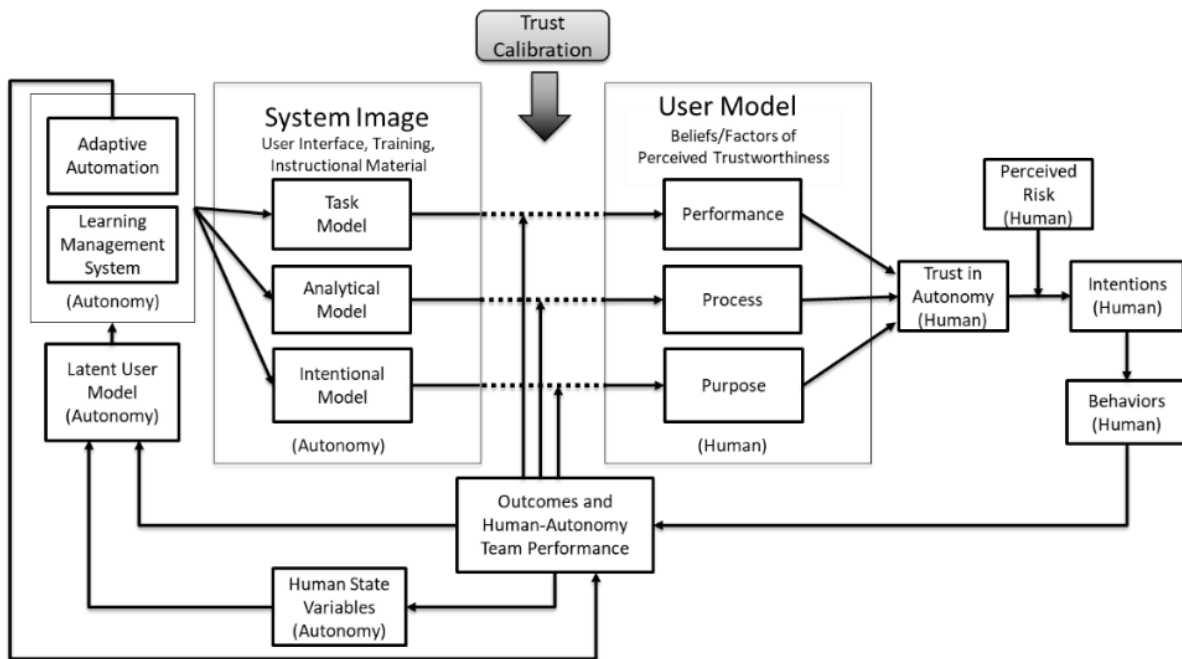 Trust
Calibration
Adaptive
Automation
Learning
Management
System
(Autonomy)
Latent User
Model
(Autonomy)
System Image
User Interface, Training,
Instructional Material
Task
Model
Analytical
Model
Intentional
Model
(Autonomy)
User Model
Beliefs/Factors of
Perceived Trustworthiness
Performance
Process
Purpose
(Human)
Trust in
Autonomy
(Human)
Perceived
Risk
(Human)
Intentions
(Human)
Behaviors
(Human)
Outcomes and
Human-Autonomy
Team Performance
Human State
Variables
(Autonomy)